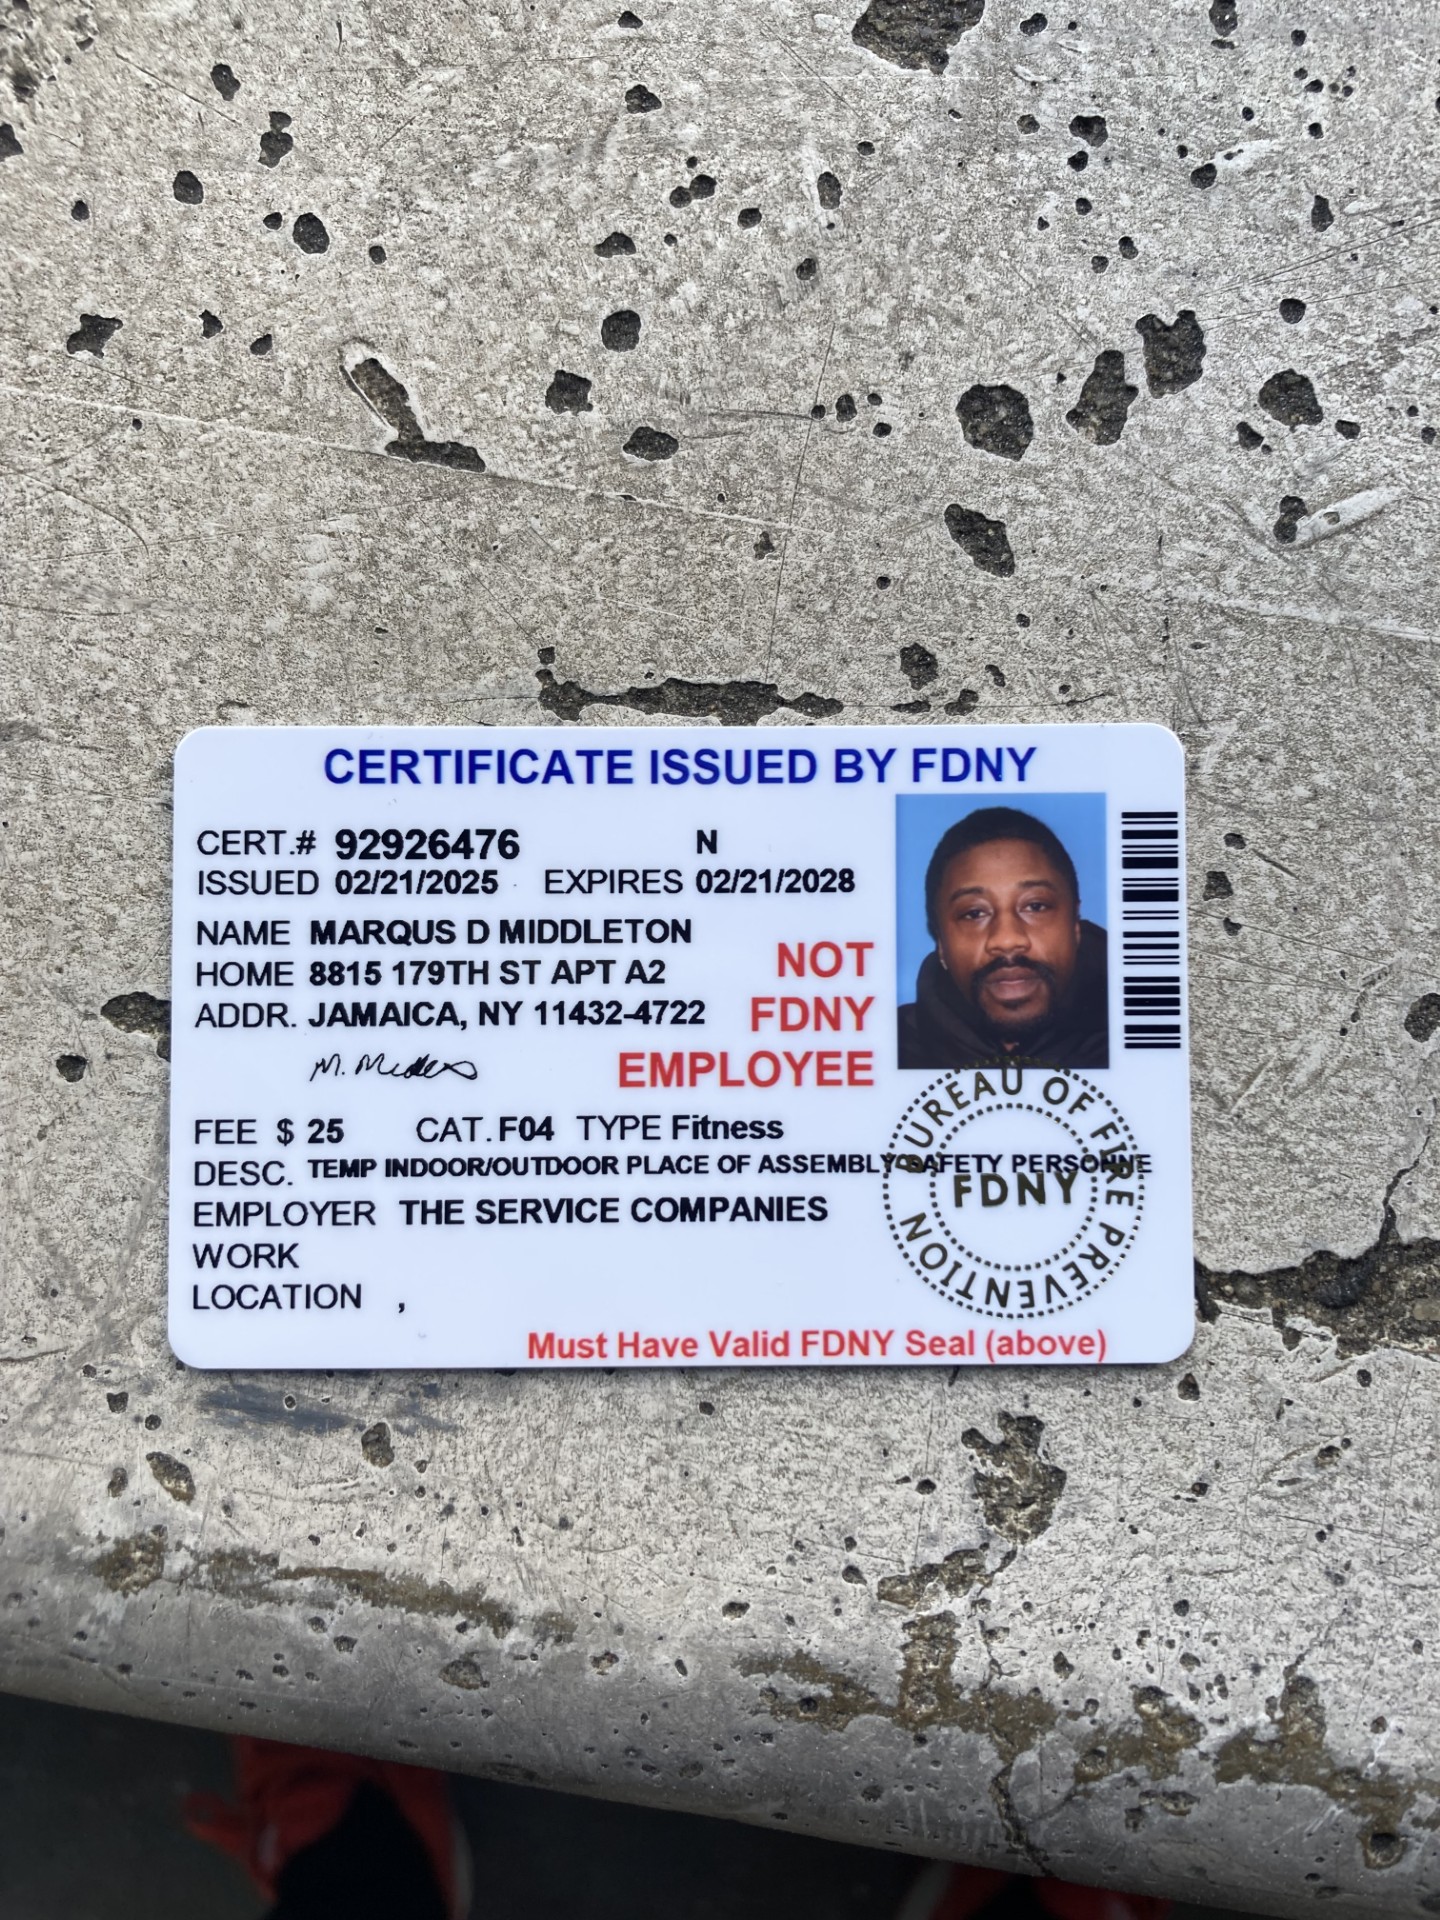 CERTIFICATE ISSUED BY FDNY
CERT.# 92926476 N
ISSUED 02/21/2025 EXPIRES 02/21/2028
NAME MARQUS D MIDDLETON
HOME 8815 179TH ST APT A2
ADDR. JAMAICA, NY 11432-4722
NOT
FDNY
EMPLOYEE
FEE $ 25 CAT. F04 TYPE Fitness
DESC. TEMP INDOOR/OUTDOOR PLACE OF ASSEMBLY SAFETY PERSONNE
EMPLOYER THE SERVICE COMPANIES
WORK
LOCATION ,
BUREAU OF FIRE PREVENTION
FDNY
Must Have Valid FDNY Seal (above)